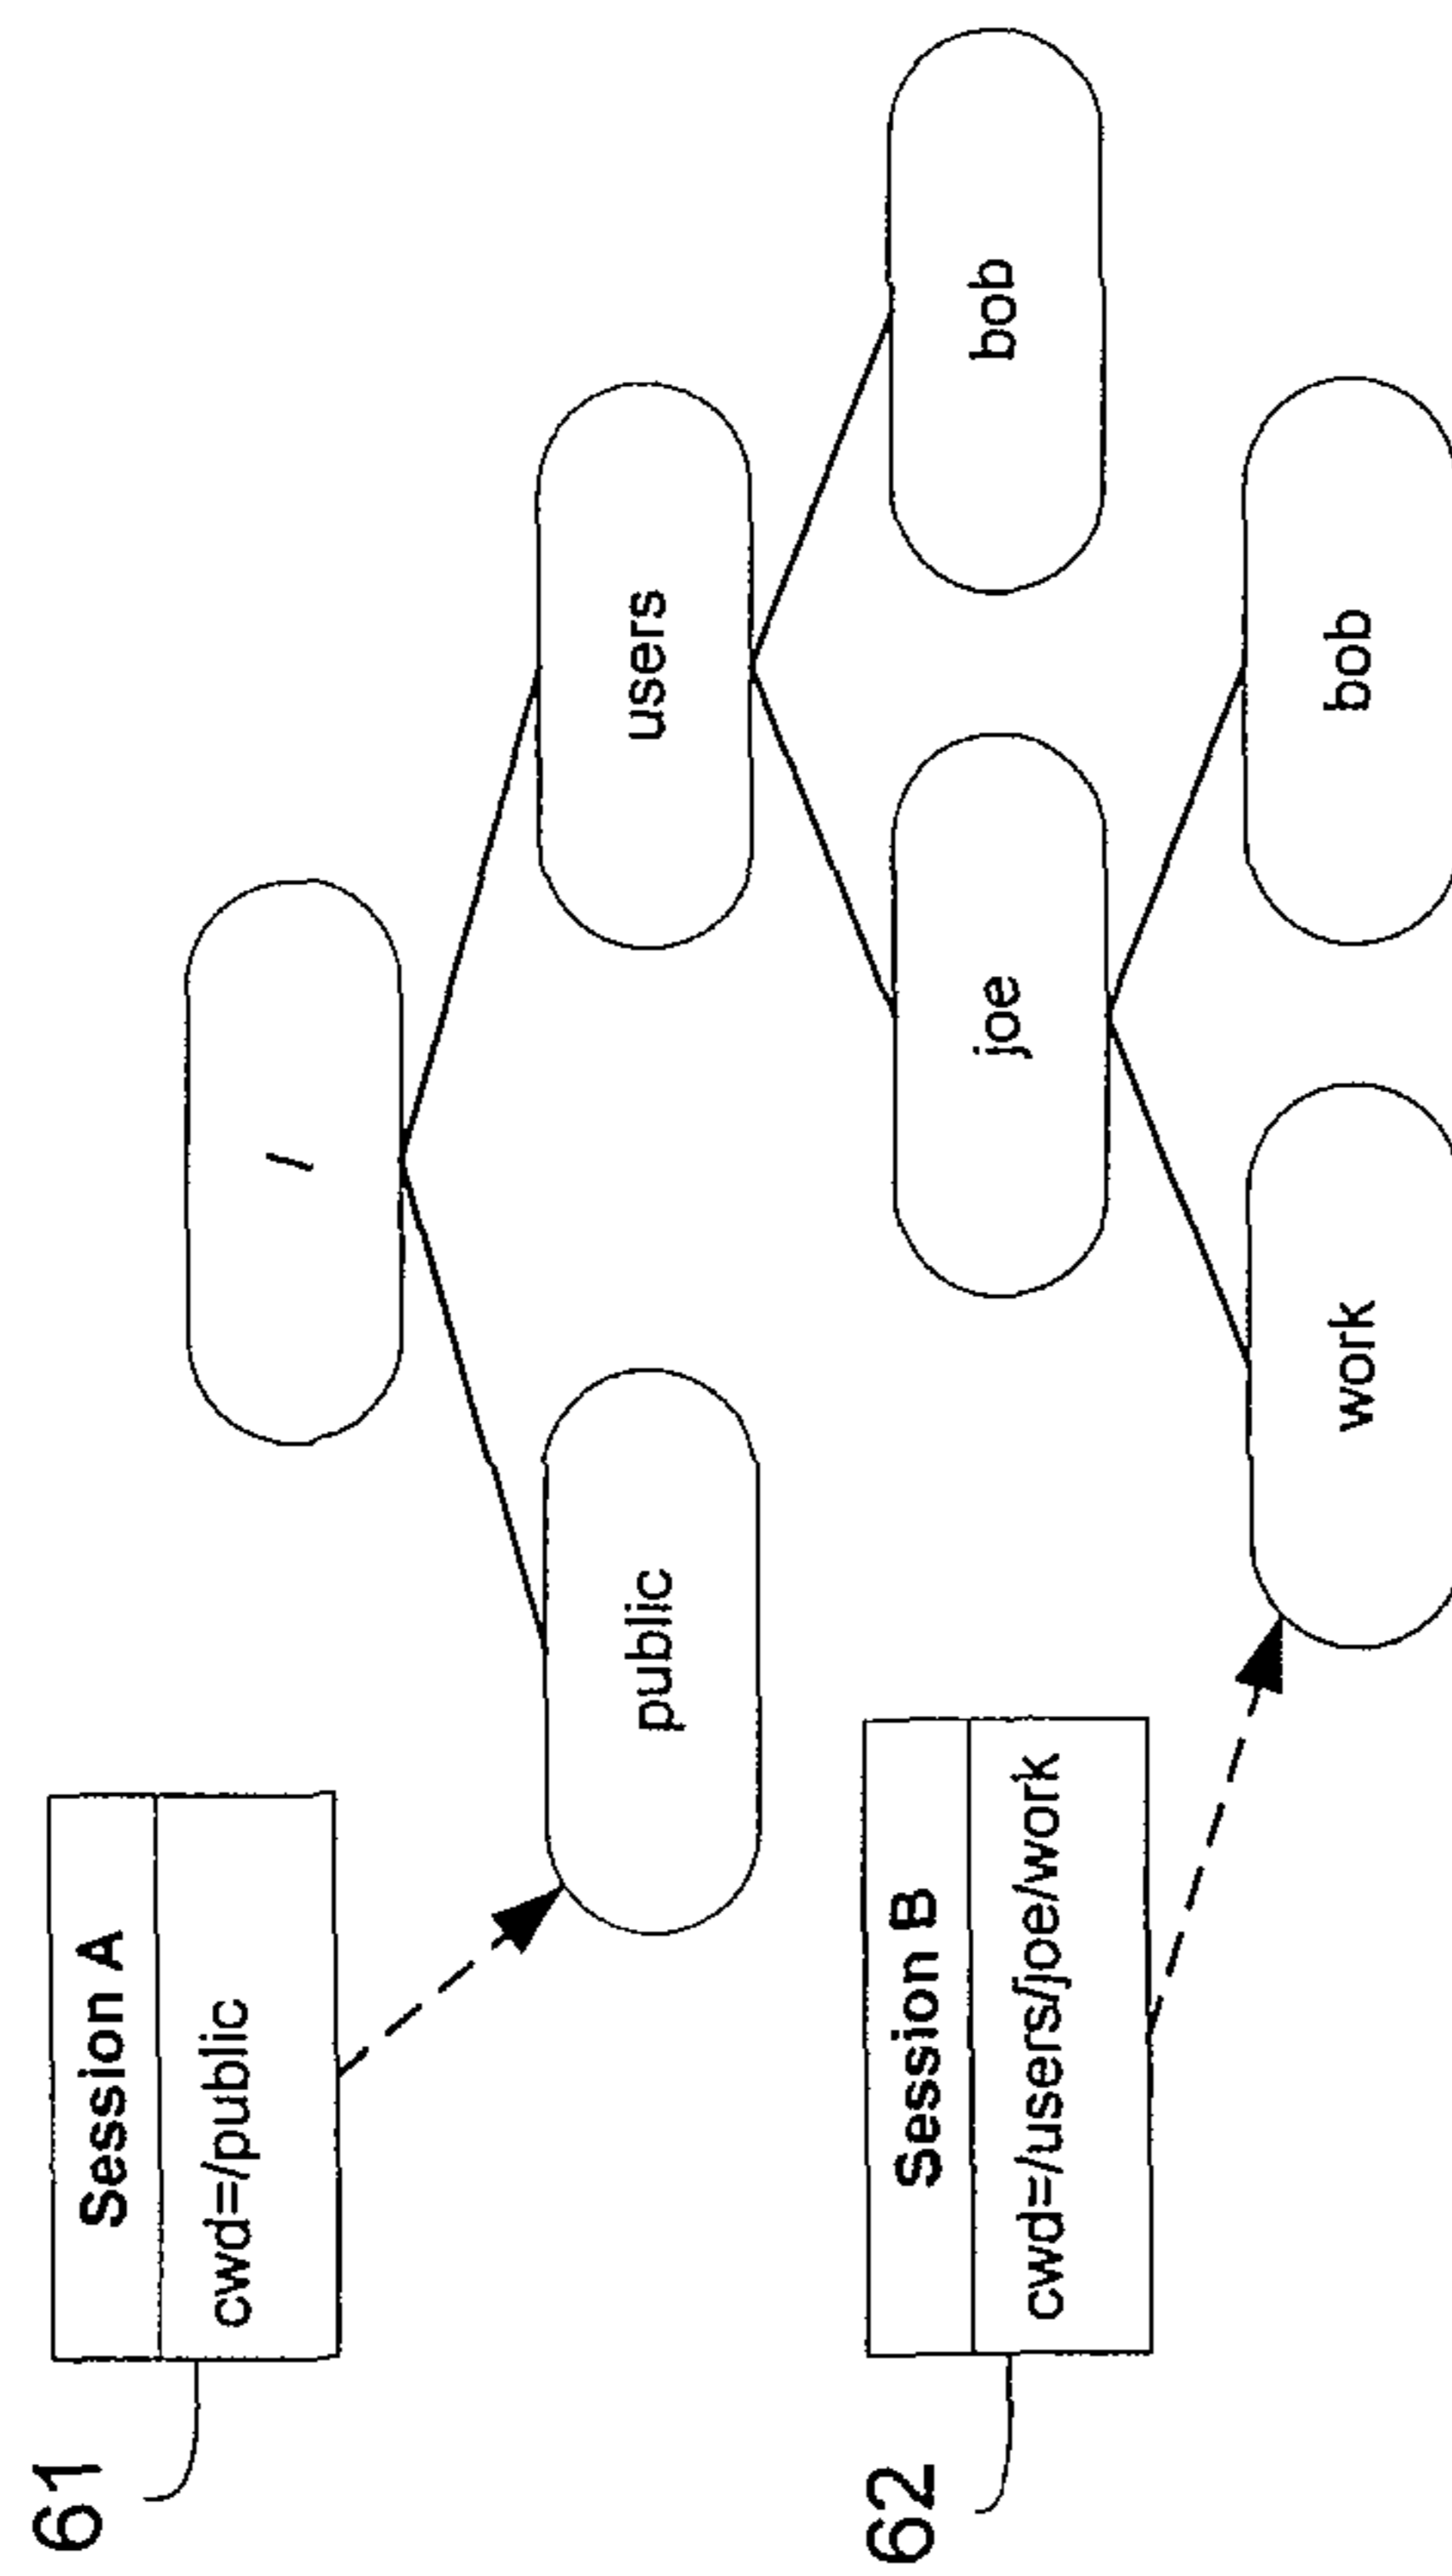 61
Session A
cwd=/public
/
public
users
62
Session B
cwd=/users/joe/work
joe
bob
work
bob